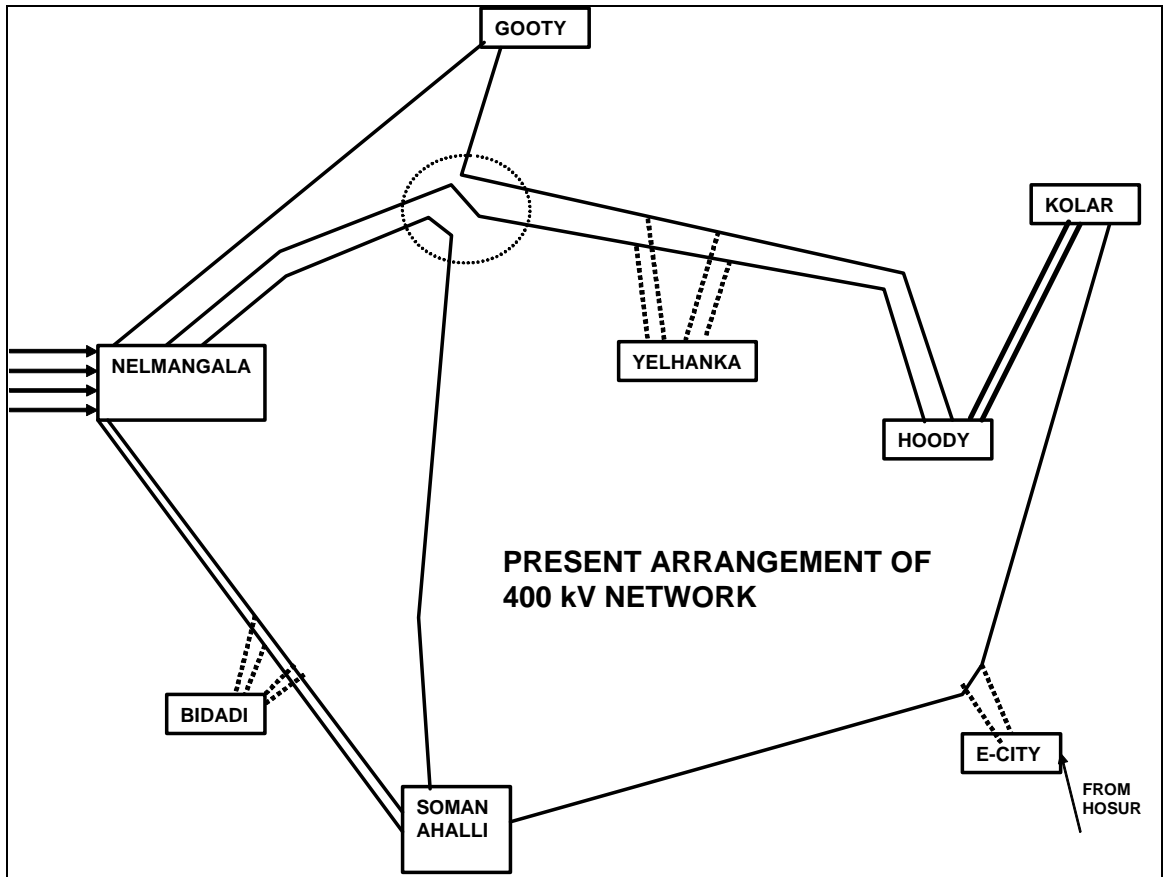 GOOTY
KOLAR
NELMANGALA
YELHANKA
HOODY
PRESENT ARRANGEMENT OF
400 kV NETWORK
BIDADI
E-CITY
SOMAN
AHALLI
FROM
HOSUR